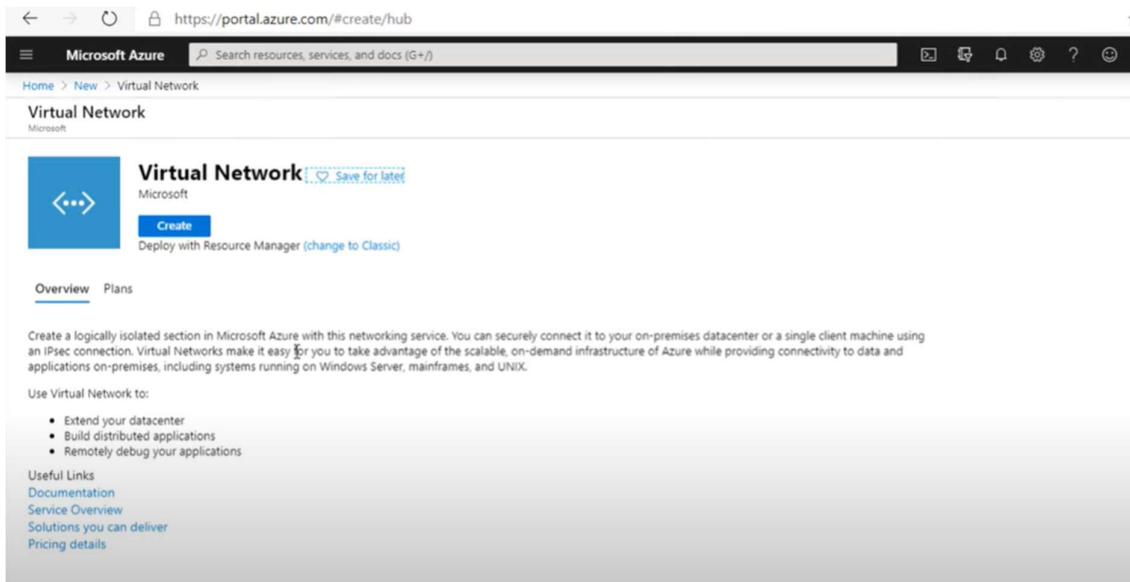 https://portal.azure.com/#create/hub
Microsoft Azure
Search resources, services, and docs (G+/)
Home > New > Virtual Network
Virtual Network
Microsoft
Virtual Network
Save for later
Microsoft
Create
Deploy with Resource Manager (change to Classic)
Overview Plans
Create a logically isolated section in Microsoft Azure with this networking service. You can securely connect it to your on-premises datacenter or a single client machine using
an IPsec connection. Virtual Networks make it easy for you to take advantage of the scalable, on-demand infrastructure of Azure while providing connectivity to data and
applications on-premises, including systems running on Windows Server, mainframes, and UNIX.
Use Virtual Network to:
• Extend your datacenter
• Build distributed applications
• Remotely debug your applications
Useful Links
Documentation
Service Overview
Solutions you can deliver
Pricing details